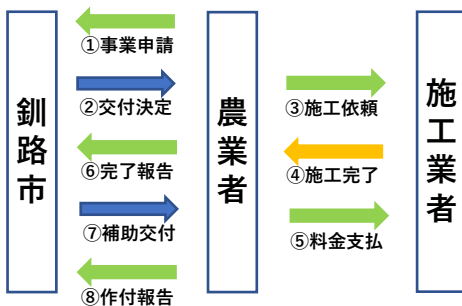 釧路市
農業者
施工業者
①事業申請
②交付決定
③施工依頼
⑥完了報告
④施工完了
⑦補助交付
⑤料金支払
⑧作付報告